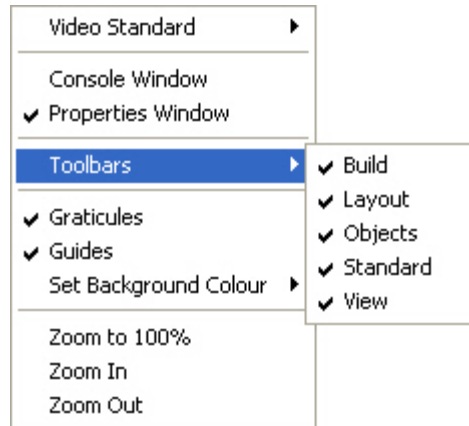 Video Standard
Console Window
Properties Window
Toolbars
Graticules
Guides
Set Background Colour
Zoom to 100%
Zoom In
Zoom Out
Build
Layout
Objects
Standard
View